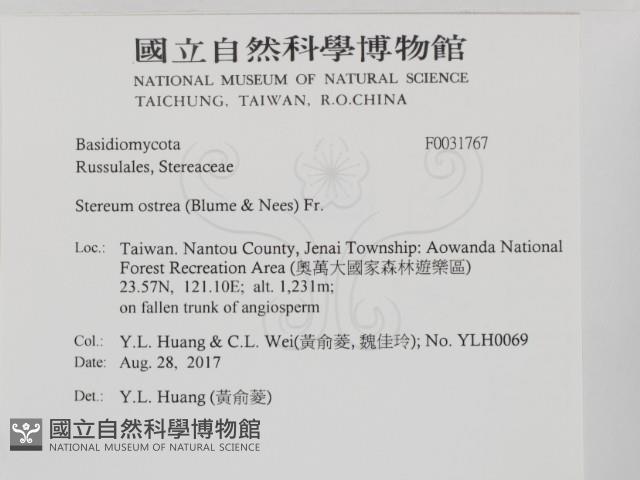 國立自然科學博物館
NATIONAL MUSEUM OF NATURAL SCIENCE
TAICHUNG, TAIWAN, R.O.CHINA
Basidiomycota F0031767
Russulales, Stereaceae
Stereum ostrea (Blume & Nees) Fr.
Loc.: Taiwan. Nantou County, Jenai Township: Aowanda National
Forest Recreation Area (奧萬大國家森林遊樂區)
23.57N, 121.10E; alt. 1,231m;
on fallen trunk of angiosperm
Col.: Y.L. Huang & C.L. Wei(黃俞菱, 魏佳玲); No. YLH0069
Date: Aug. 28, 2017
Det.: Y.L. Huang (黃俞菱)
國立自然科學博物館
NATIONAL MUSEUM OF NATURAL SCIENCE